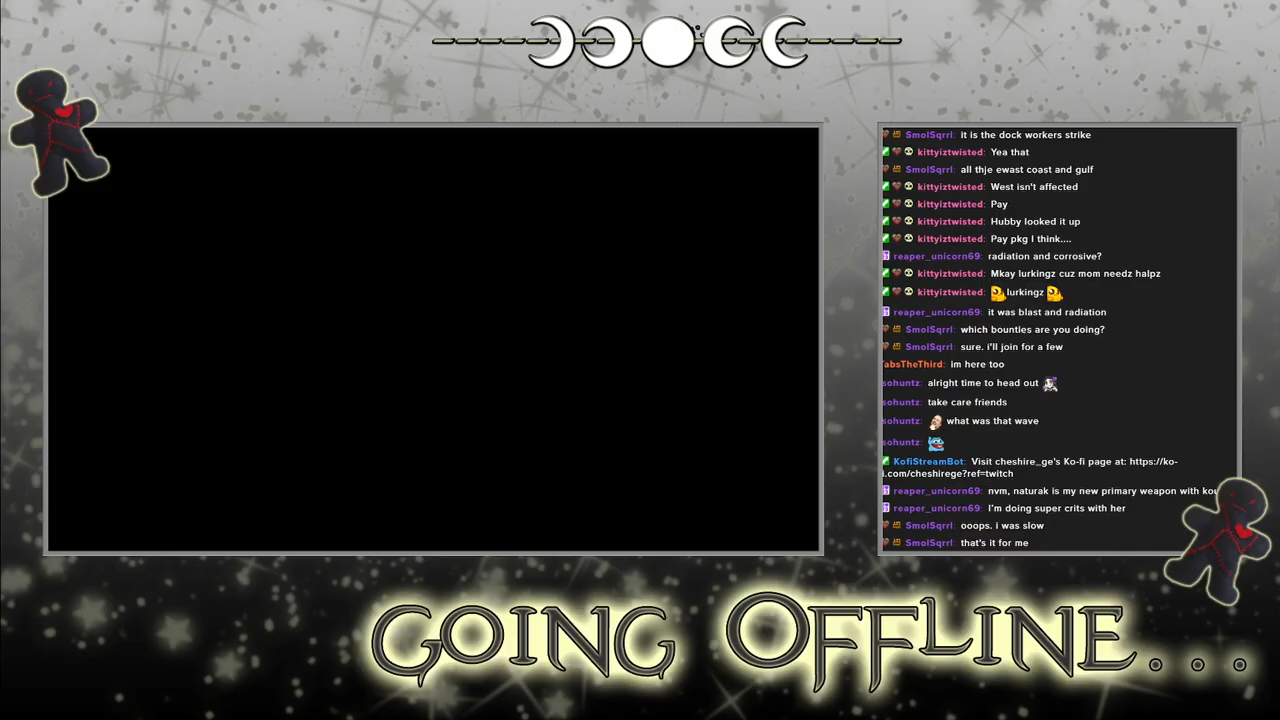 SmolSqrrl: it is the dock workers strike
kittyiztwisted: Yea that
SmolSqrrl: all thje ewast coast and gulf
kittyiztwisted: West isn't affected
kittyiztwisted: Pay
kittyiztwisted: Hubby looked it up
kittyiztwisted: Pay pkg I think....
reaper_unicorn69: radiation and corrosive?
kittyiztwisted: Mkay lurkingz cuz mom needz halpz
kittyiztwisted: lurkingz
reaper_unicorn69: it was blast and radiation
SmolSqrrl: which bounties are you doing?
SmolSqrrl: sure. i'll join for a few
TabsTheThird: im here too
sohuntz: alright time to head out
sohuntz: take care friends
sohuntz: what was that wave
sohuntz:
KofiStreamBot: Visit cheshire_ge's Ko-fi page at: https://ko-
i.com/cheshirege?ref=twitch
reaper_unicorn69: nvm, naturak is my new primary weapon with
reaper_unicorn69: I'm doing super crits with her
SmolSqrrl: ooops. i was slow
SmolSqrrl: that's it for me
GOING OFFLINE...